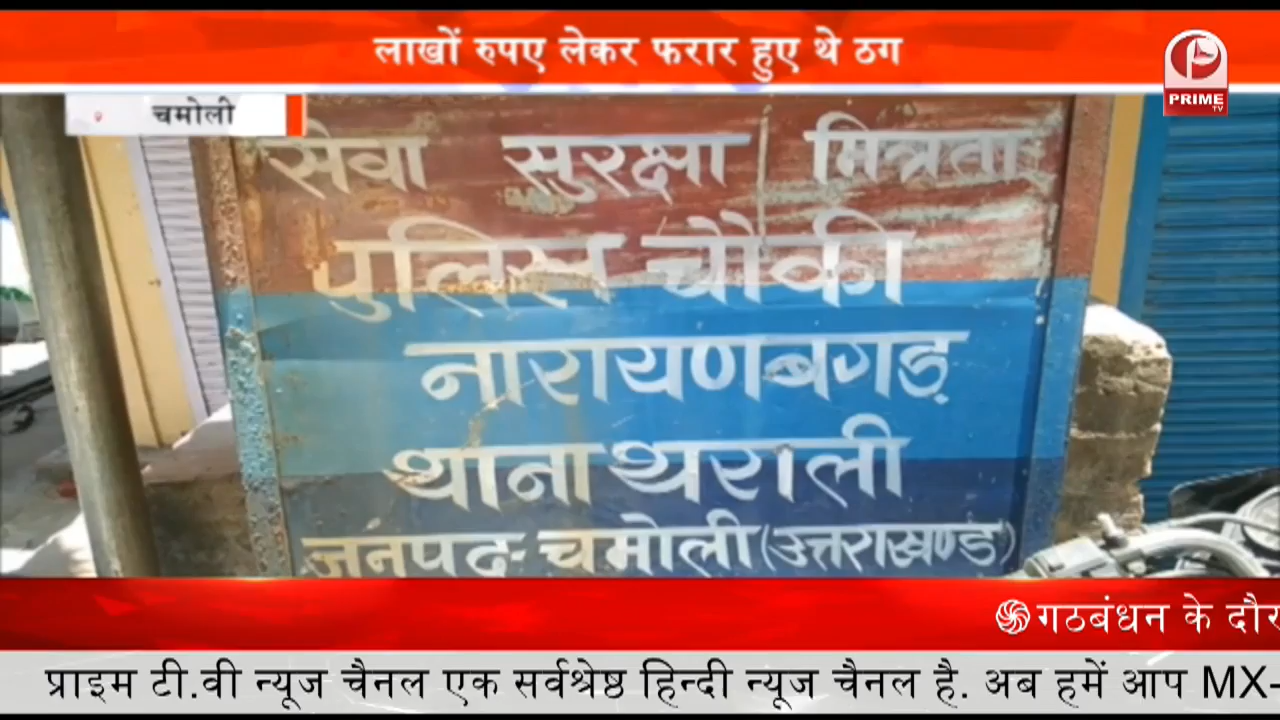 लाखों रुपए लेकर फरार हुए थे ठग
PRIME
TV
चमोली
सेवा सुरक्षा मित्रता
पुलिस चौकी
नारायणबगड़
थाना थराली
जनपद-चमोली (उत्तराखण्ड)
गठबंधन के दौर
प्राइम टी.वी न्यूज चैनल एक सर्वश्रेष्ठ हिन्दी न्यूज चैनल है. अब हमें आप MX-